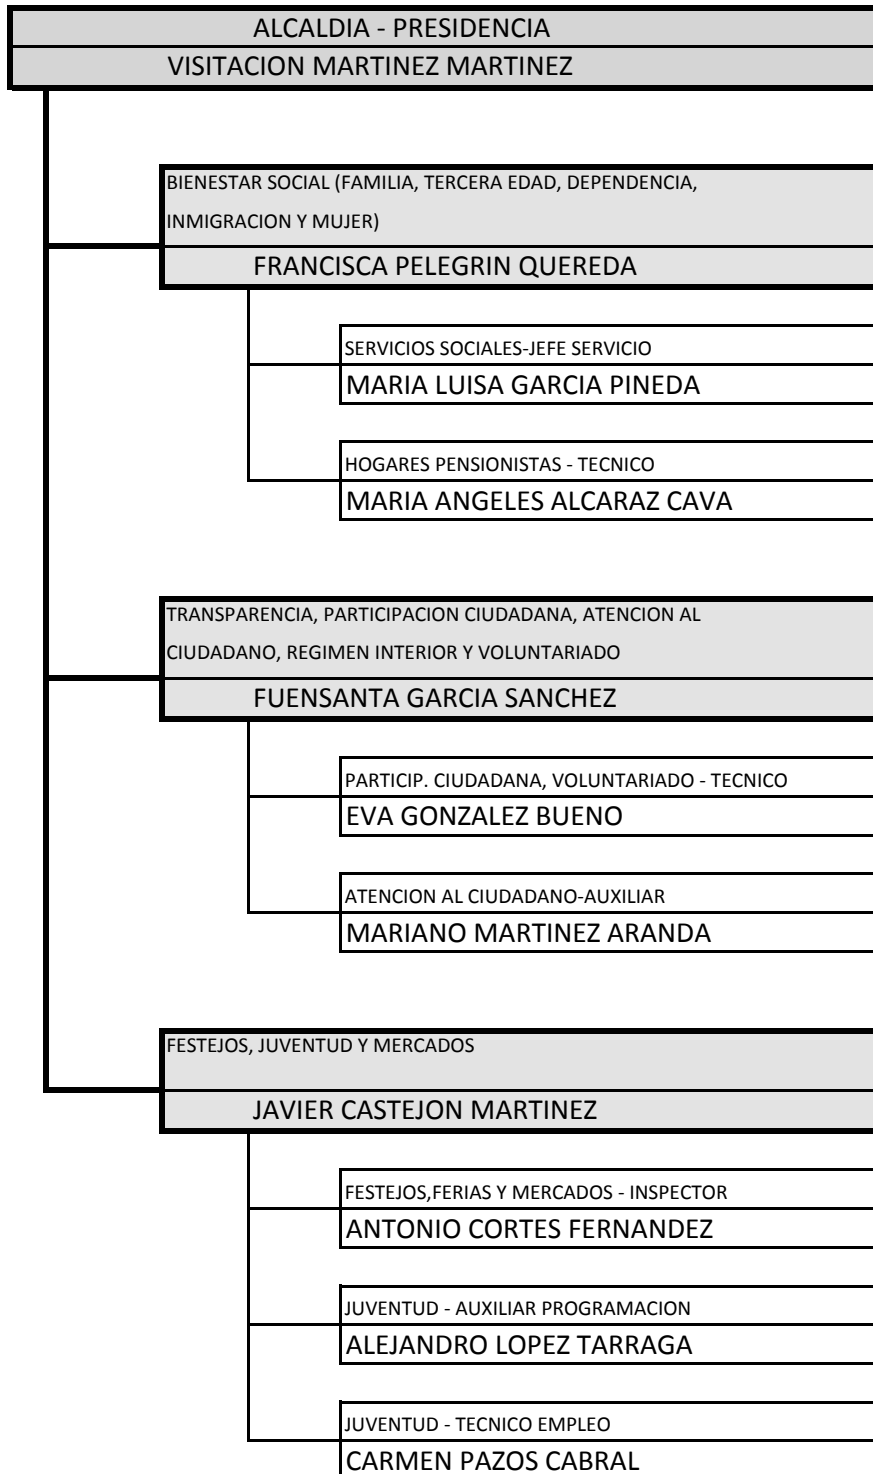 ALCALDIA - PRESIDENCIA
VISITACION MARTINEZ MARTINEZ
BIENESTAR SOCIAL (FAMILIA, TERCERA EDAD, DEPENDENCIA,
INMIGRACION Y MUJER)
FRANCISCA PELEGRIN QUEREDA
SERVICIOS SOCIALES-JEFE SERVICIO
MARIA LUISA GARCIA PINEDA
HOGARES PENSIONISTAS - TECNICO
MARIA ANGELES ALCARAZ CAVA
TRANSPARENCIA, PARTICIPACION CIUDADANA, ATENCION AL
CIUDADANO, REGIMEN INTERIOR Y VOLUNTARIADO
FUENSANTA GARCIA SANCHEZ
PARTICIP. CIUDADANA, VOLUNTARIADO - TECNICO
EVA GONZALEZ BUENO
ATENCION AL CIUDADANO-AUXILIAR
MARIANO MARTINEZ ARANDA
FESTEJOS, JUVENTUD Y MERCADOS
JAVIER CASTEJON MARTINEZ
FESTEJOS,FERIAS Y MERCADOS - INSPECTOR
ANTONIO CORTES FERNANDEZ
JUVENTUD - AUXILIAR PROGRAMACION
ALEJANDRO LOPEZ TARRAGA
JUVENTUD - TECNICO EMPLEO
CARMEN PAZOS CABRAL